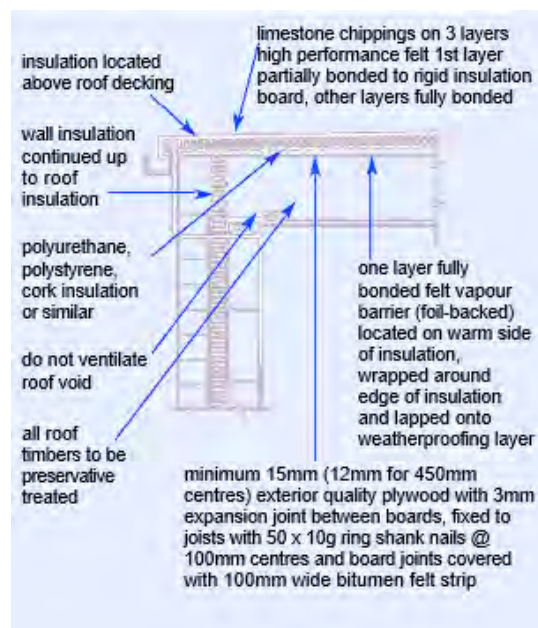 limestone chippings on 3 layers
high performance felt 1st layer
partially bonded to rigid insulation
board, other layers fully bonded
insulation located
above roof decking
wall insulation
continued up
to roof
insulation
polyurethane,
polystyrene,
cork insulation
or similar
do not ventilate
roof void
all roof
timbers to be
preservative
treated
one layer fully
bonded felt vapour
barrier (foil-backed)
located on warm side
of insulation,
wrapped around
edge of insulation
and lapped onto
weatherproofing layer
minimum 15mm (12mm for 450mm
centres) exterior quality plywood with 3mm
expansion joint between boards, fixed to
joists with 50 x 10g ring shank nails @
100mm centres and board joints covered
with 100mm wide bitumen felt strip